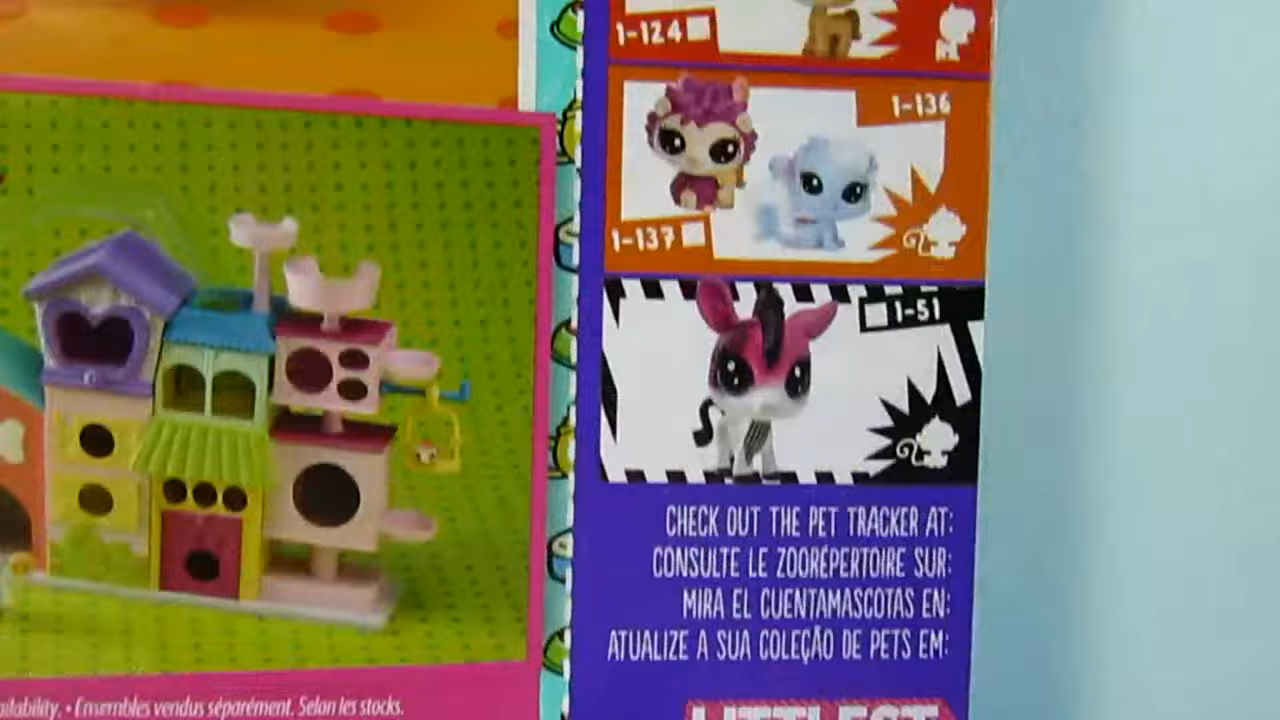 1-124
1-136
1-137
1-51
CHECK OUT THE PET TRACKER AT:
CONSULTE LE ZOORÉPERTOIRE SUR:
MIRA EL CUENTAMASCOTAS EN:
ATUALIZE A SUA COLEÇÃO DE PETS EM:
LITTLEST
ailability. • Ensembles vendus séparément. Selon les stocks.